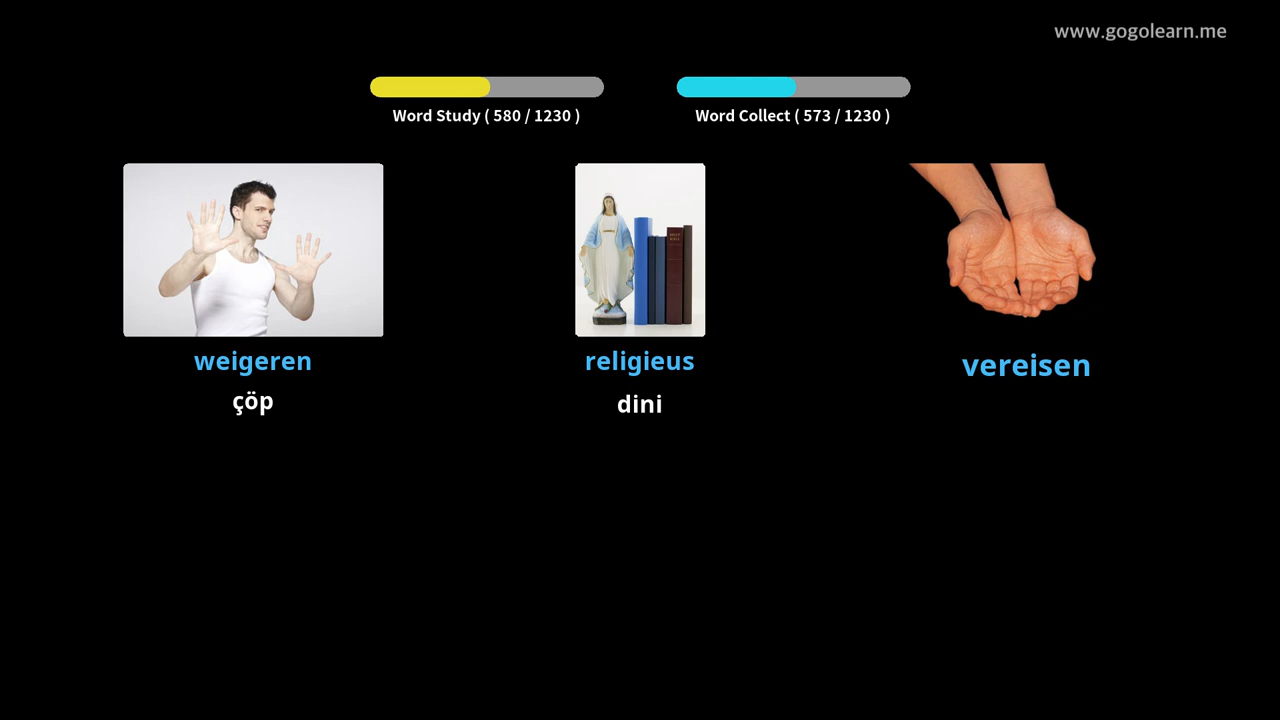 www.gogolearn.me
Word Study ( 580 / 1230 )
Word Collect ( 573 / 1230 )
weigeren
religieus
vereisen
çöp
dini